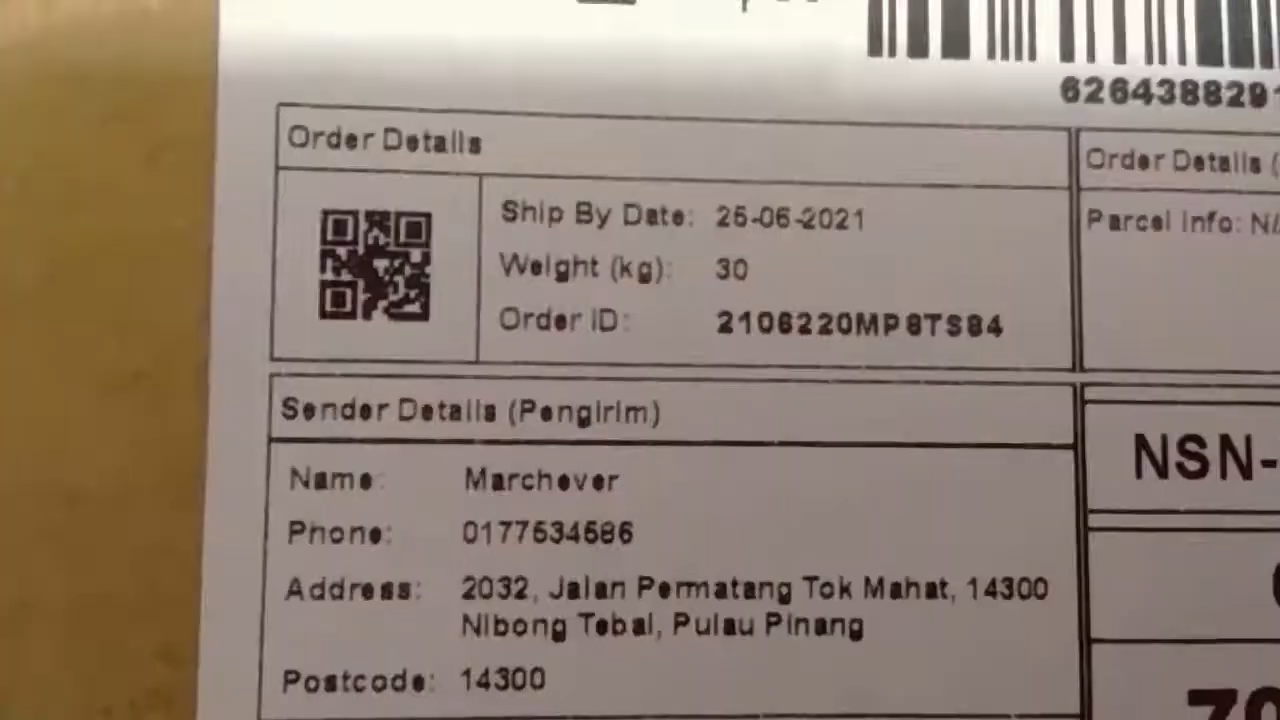 626438829
Order Details
Ship By Date: 25-06-2021
Weight (kg): 30
Order ID: 2106220MP8TS84
Order Details (
Parcel Info: N/
Sender Details (Pengirim)
Name: Marchever
Phone: 0177534586
Address: 2032, Jalan Permatang Tok Mahat, 14300
Nibong Tebal, Pulau Pinang
Postcode: 14300
NSN-